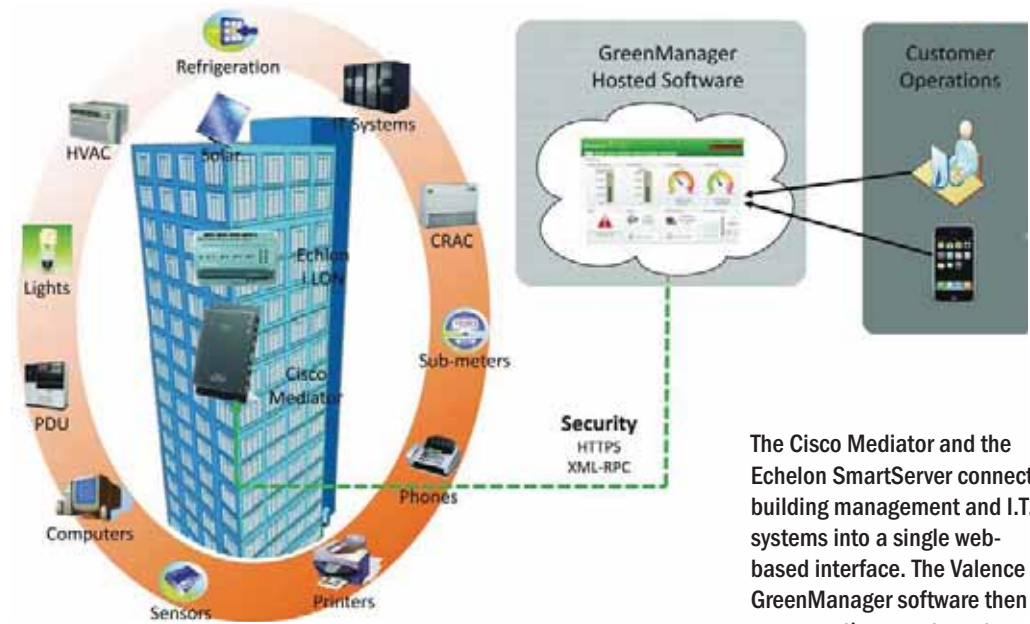 Refrigeration
IT Systems
HVAC
Solar
CRAC
Echlon
I.LON
Lights
Sub-meters
Cisco
Mediator
PDU
Phones
Computers
Printers
Sensors
GreenManager
Hosted Software
Customer
Operations
Security
HTTPS
XML-RPC
The Cisco Mediator and the
Echelon SmartServer connect
building management and I.T.
systems into a single web-
based interface. The Valence
GreenManager software then